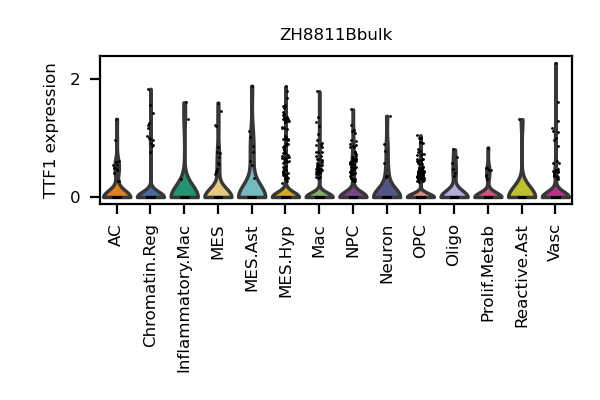 ZH8811Bbulk
TTF1 expression
2
0
AC
Chromatin.Reg
Inflammatory.Mac
MES
MES.Ast
MES.Hyp
Mac
NPC
Neuron
OPC
Oligo
Prolif.Metab
Reactive.Ast
Vasc